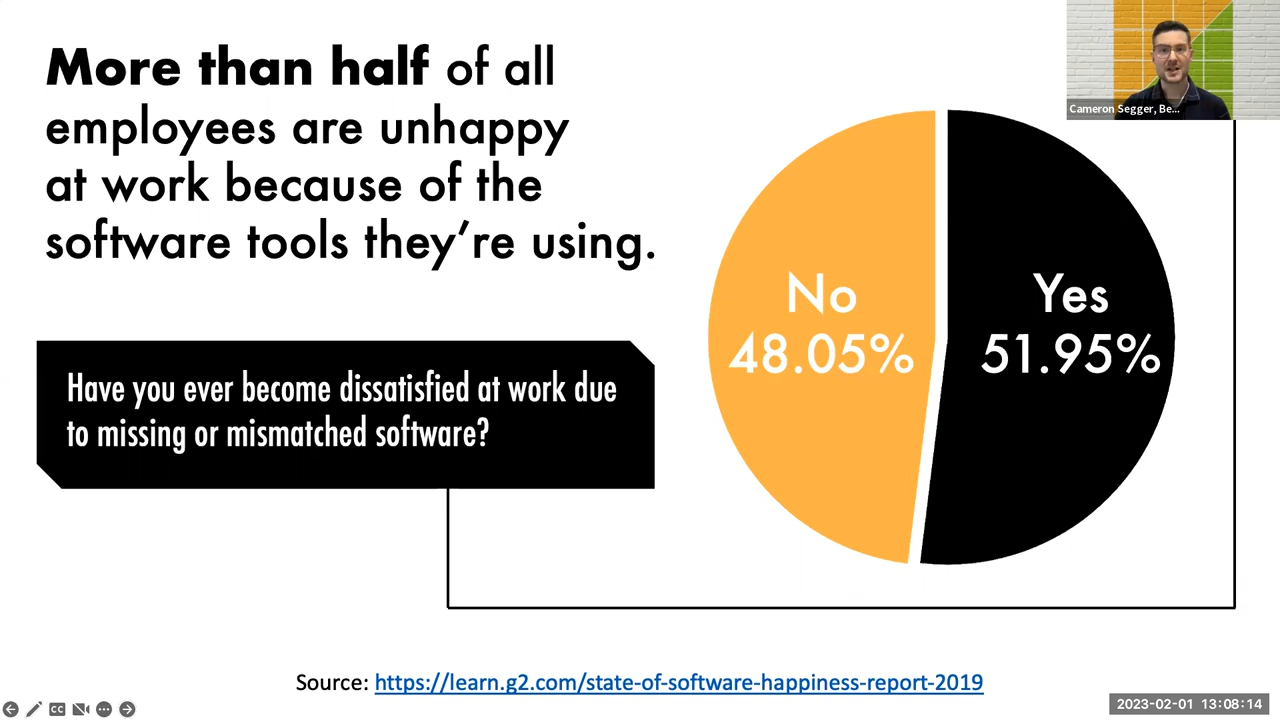 More than half of all
employees are unhappy
at work because of the
software tools they're using.
Cameron Segger, Be...
No
48.05%
Yes
51.95%
Have you ever become dissatisfied at work due
to missing or mismatched software?
Source: https://learn.g2.com/state-of-software-happiness-report-2019
CC
2023-02-01 13:08:14